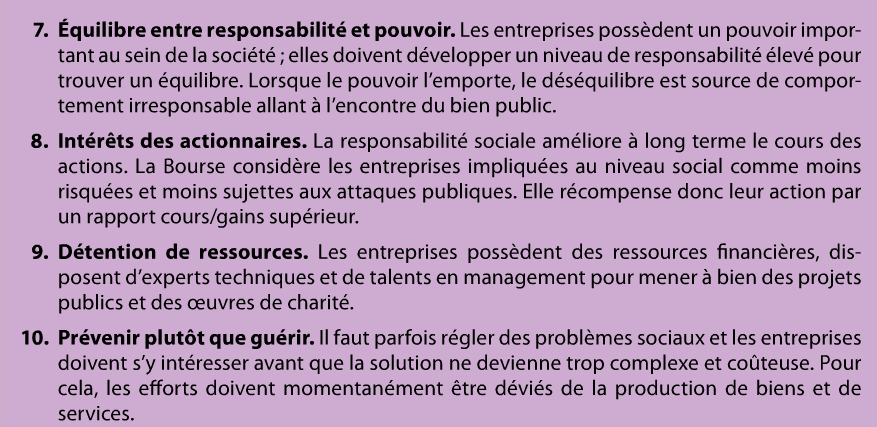 7. Équilibre entre responsabilité et pouvoir. Les entreprises possèdent un pouvoir impor-
tant au sein de la société ; elles doivent développer un niveau de responsabilité élevé pour
trouver un équilibre. Lorsque le pouvoir l'emporte, le déséquilibre est source de compor-
tement irresponsable allant à l'encontre du bien public.
8. Intérêts des actionnaires. La responsabilité sociale améliore à long terme le cours des
actions. La Bourse considère les entreprises impliquées au niveau social comme moins
risquées et moins sujettes aux attaques publiques. Elle récompense donc leur action par
un rapport cours/gains supérieur.
9. Détention de ressources. Les entreprises possèdent des ressources financières, dis-
posent d'experts techniques et de talents en management pour mener à bien des projets
publics et des œuvres de charité.
10. Prévenir plutôt que guérir. Il faut parfois régler des problèmes sociaux et les entreprises
doivent s'y intéresser avant que la solution ne devienne trop complexe et coûteuse. Pour
cela, les efforts doivent momentanément être déviés de la production de biens et de
services.